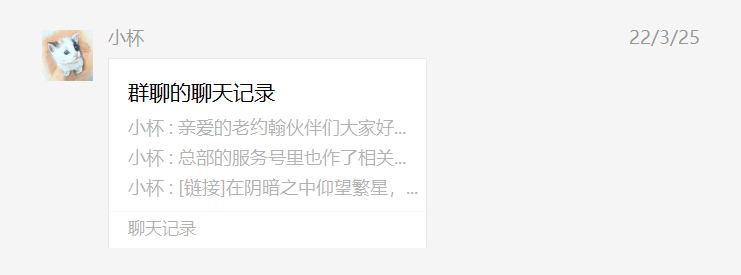 小杯
22/3/25
群聊的聊天记录
小杯 : 亲爱的老约翰伙伴们大家好...
小杯 : 总部的服务号里也作了相关...
小杯 : [链接]在阴暗之中仰望繁星，...
聊天记录